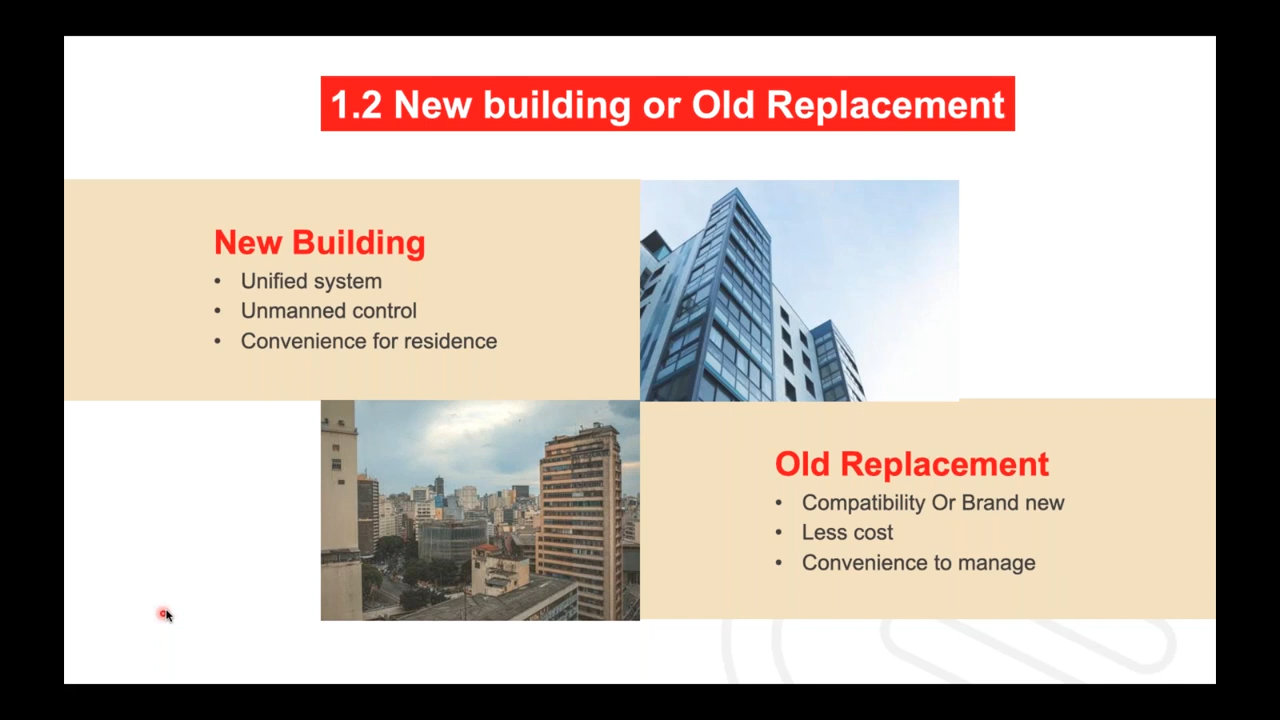 1.2 New building or Old Replacement
New Building
• Unified system
• Unmanned control
• Convenience for residence
Old Replacement
• Compatibility Or Brand new
• Less cost
• Convenience to manage